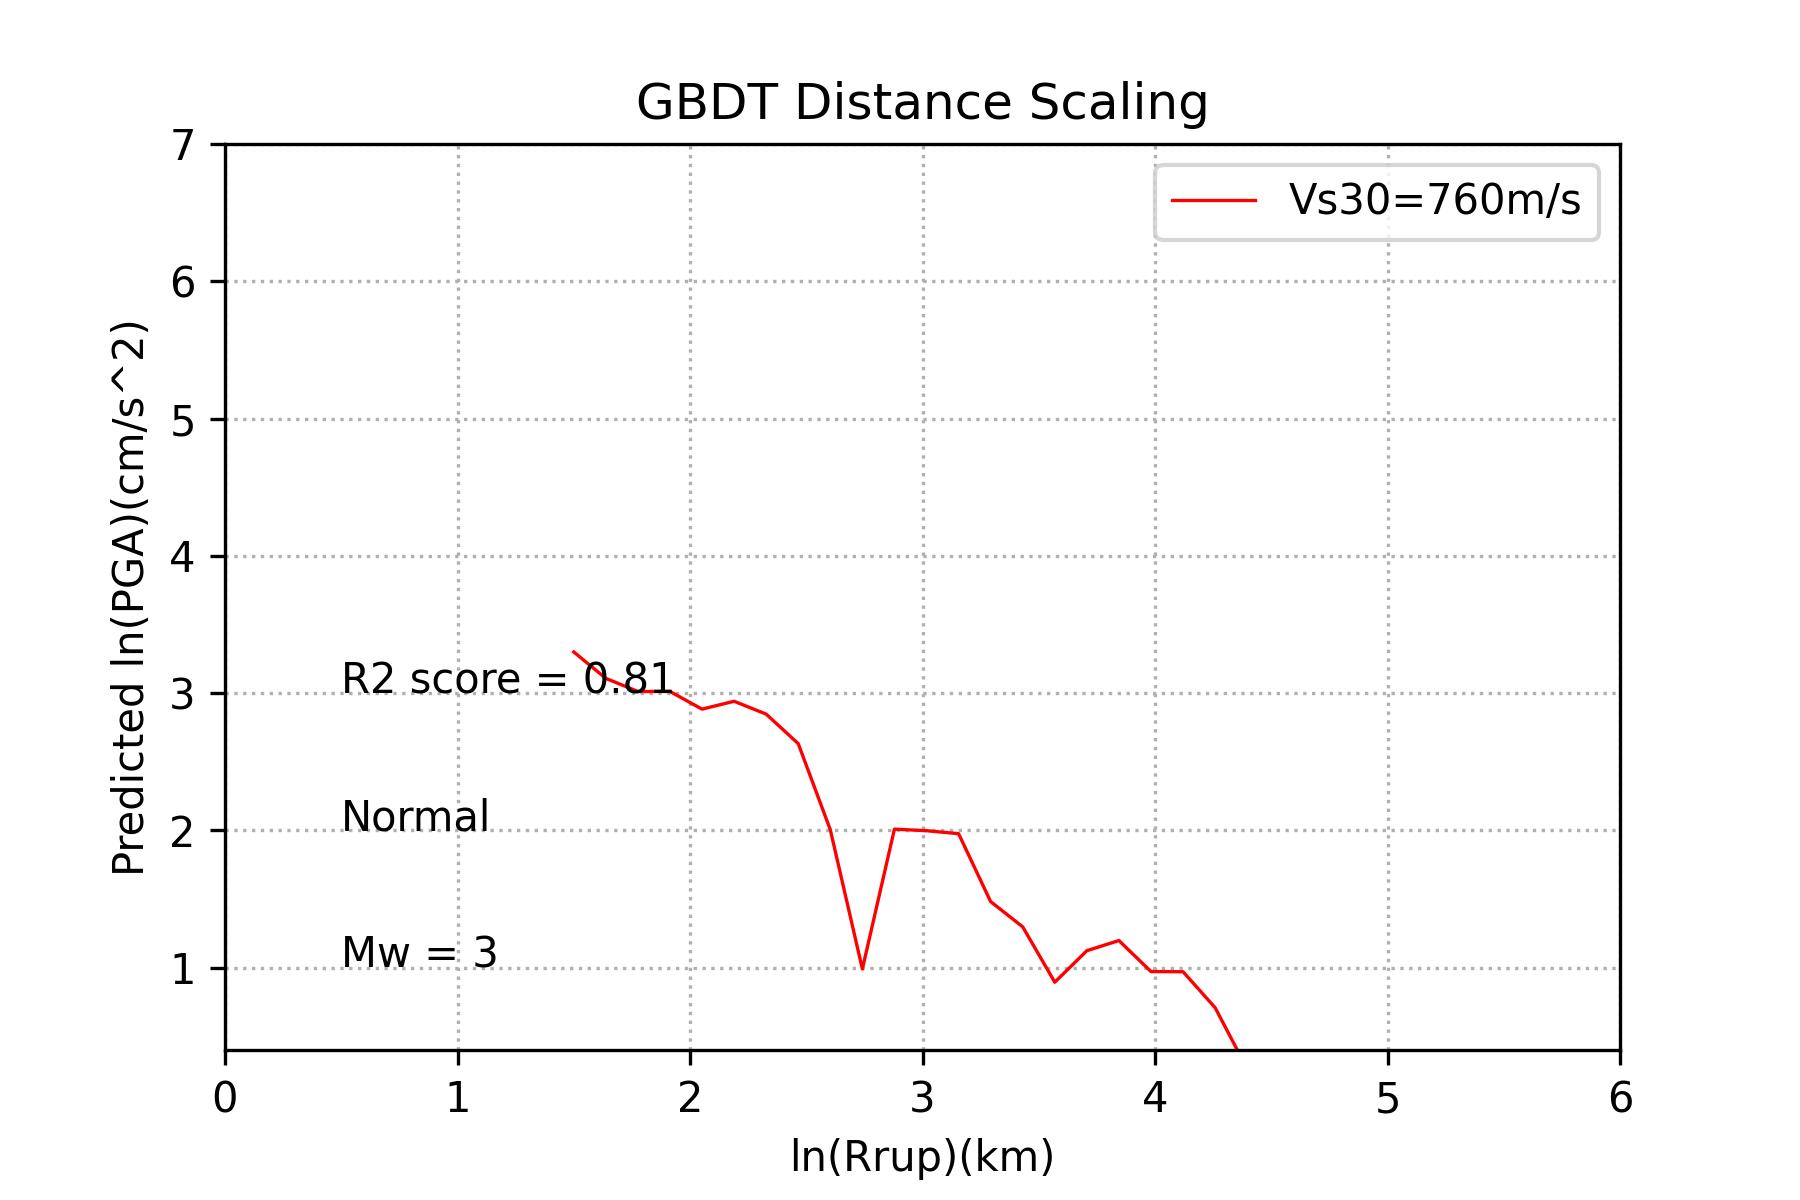 GBDT Distance Scaling
7
6
5
4
3
2
1
Predicted ln(PGA)(cm/s^2)
Vs30=760m/s
R2 score = 0.81
Normal
Mw = 3
0 1 2 3 4 5 6
ln(Rrup)(km)